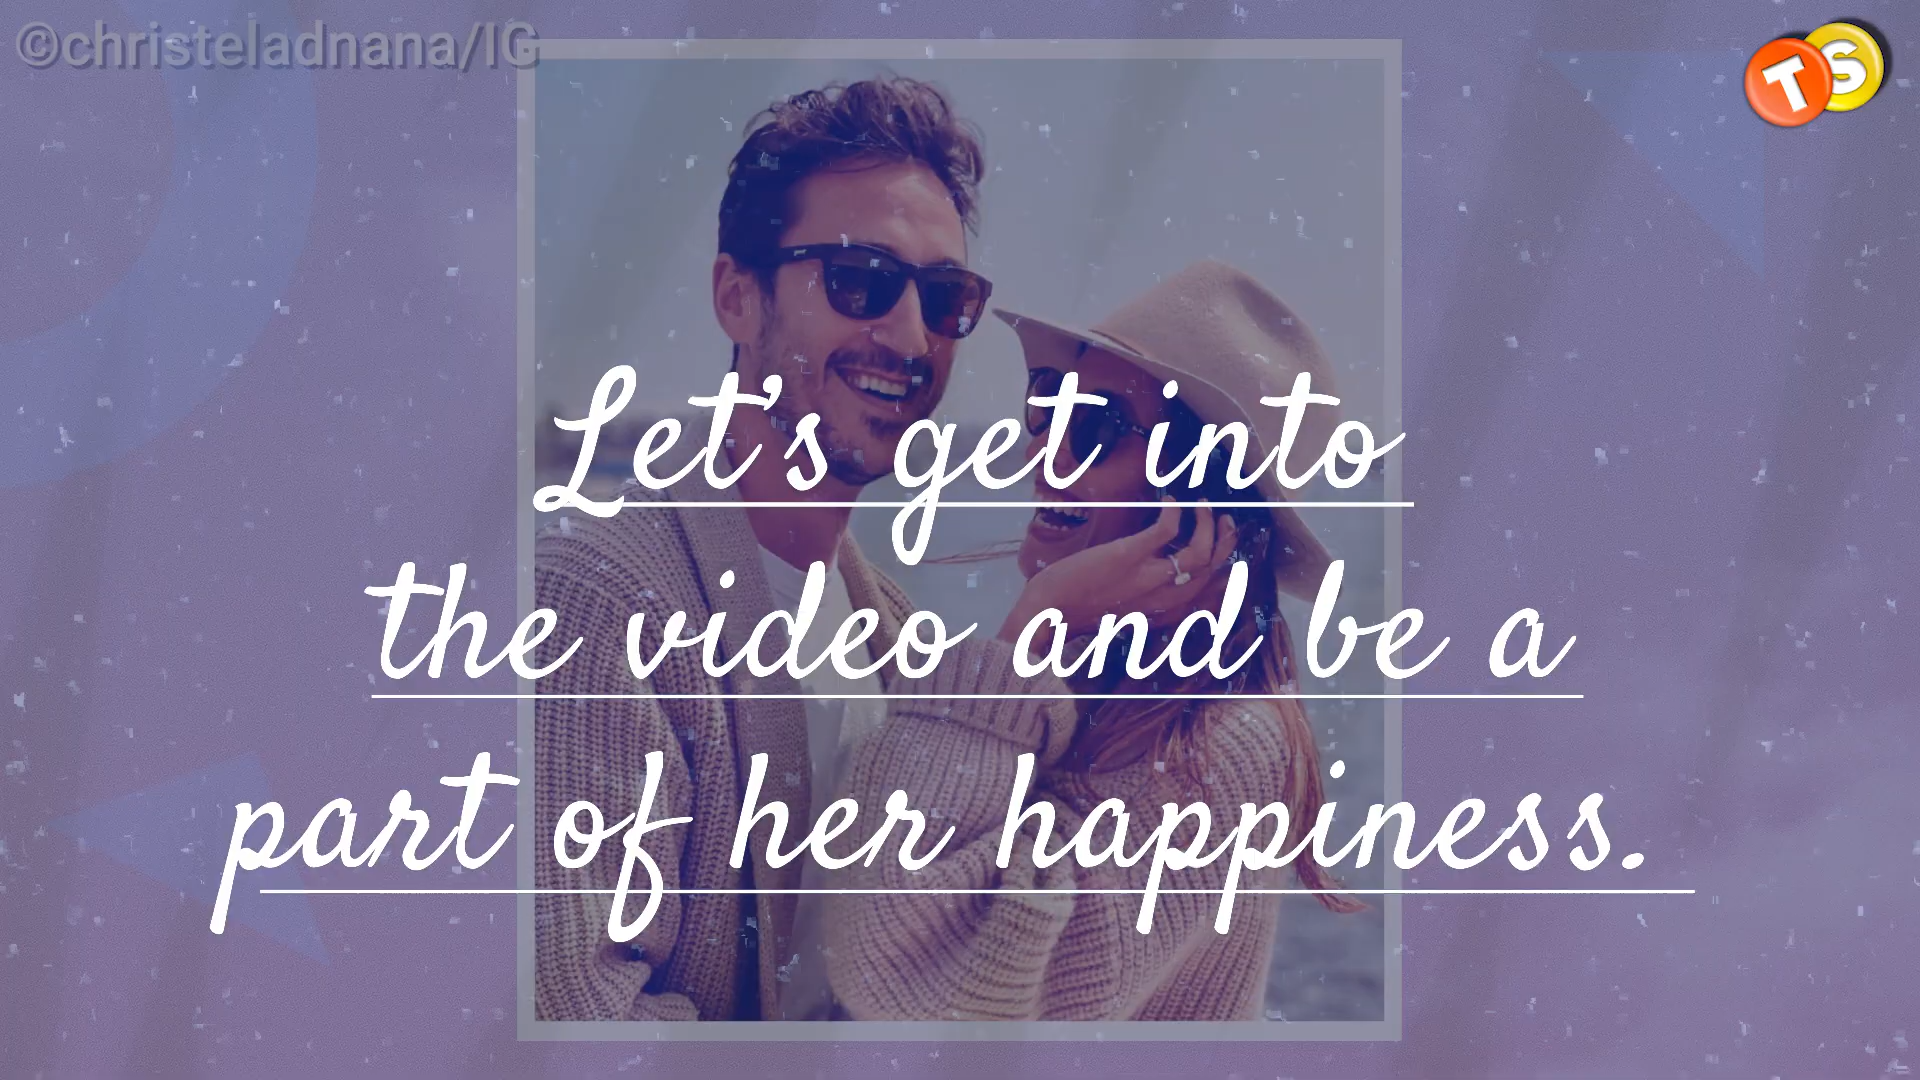 ©christeladnana/IG
TS
Let's get into
the video and be a
part of her happiness.